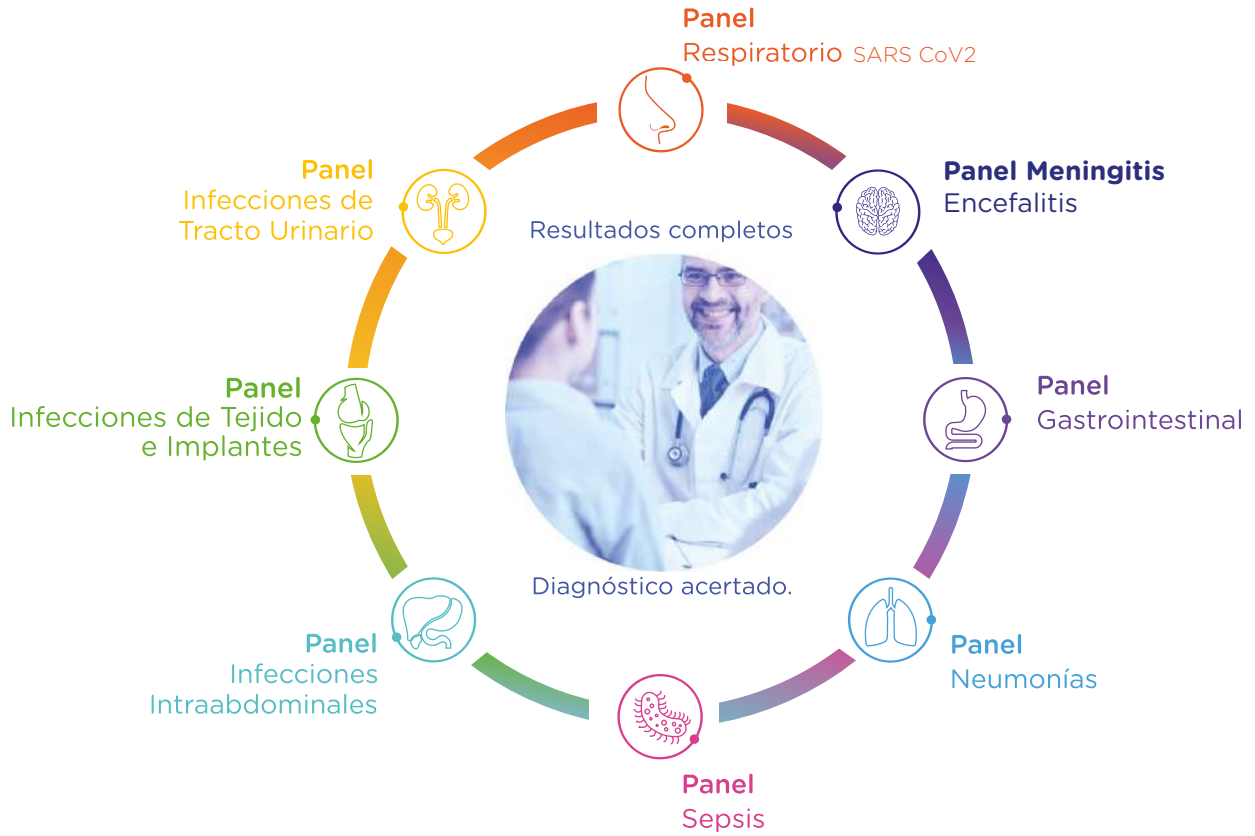 Panel
Respiratorio SARS CoV2
Panel Meningitis
Encefalitis
Panel
Gastrointestinal
Panel
Neumonías
Panel
Sepsis
Panel
Infecciones
Intraabdominales
Panel
Infecciones de Tejido
e Implantes
Panel
Infecciones de
Tracto Urinario
Resultados completos
Diagnóstico acertado.